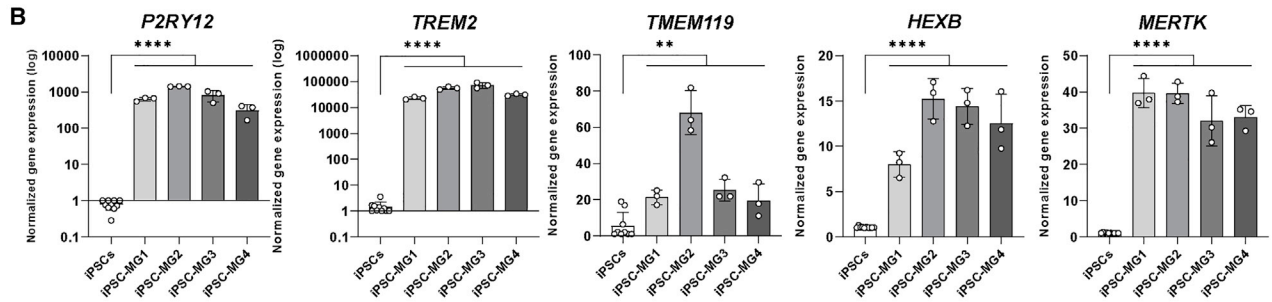 B
P2RY12
Normalized gene expression (log)
10000
1000
100
10
1
0.1
****
iPSCs
iPSC-MG1
iPSC-MG2
iPSC-MG3
iPSC-MG4
TREM2
Normalized gene expression (log)
1000000
100000
10000
1000
100
10
1
0.1
****
iPSCs
iPSC-MG1
iPSC-MG2
iPSC-MG3
iPSC-MG4
TMEM119
Normalized gene expression
100
80
60
40
20
0
**
iPSCs
iPSC-MG1
iPSC-MG2
iPSC-MG3
iPSC-MG4
HEXB
Normalized gene expression
20
15
10
5
0
****
iPSCs
iPSC-MG1
iPSC-MG2
iPSC-MG3
iPSC-MG4
MERTK
Normalized gene expression
50
40
30
20
10
0
****
iPSCs
iPSC-MG1
iPSC-MG2
iPSC-MG3
iPSC-MG4